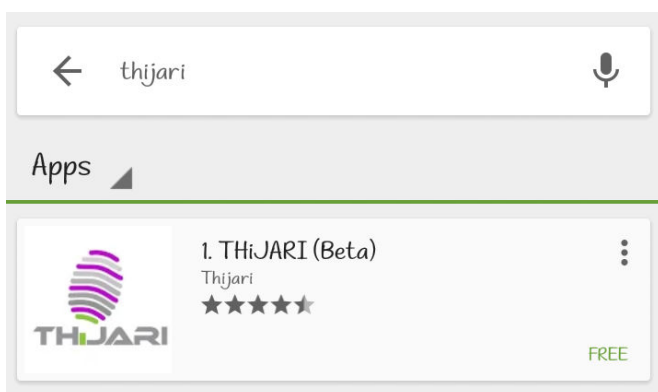 thijari
Apps
1. THiJARI (Beta)
Thijari
THiJARI
FREE